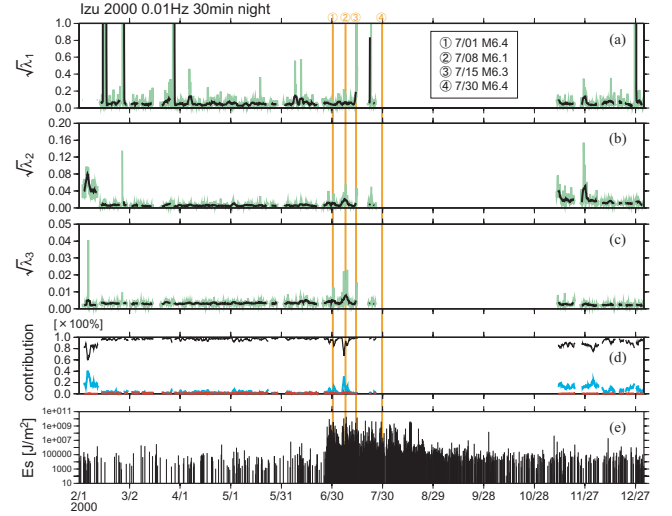 Izu 2000 0.01Hz 30min night
① ② ③ ④
① 7/01 M6.4
② 7/08 M6.1
③ 7/15 M6.3
④ 7/30 M6.4
(a)
√λ1
1.0
0.8
0.6
0.4
0.2
0.0
(b)
√λ2
0.20
0.16
0.12
0.08
0.04
0.00
(c)
√λ3
0.05
0.04
0.03
0.02
0.01
0.00
[×100%]
(d)
contribution
1.0
0.8
0.6
0.4
0.2
0.0
(e)
Es [J/m²]
1e+011
1e+009
1e+007
100000
1000
10
2/1 3/2 4/1 5/1 5/31 6/30 7/30 8/29 9/28 10/28 11/27 12/27
2000